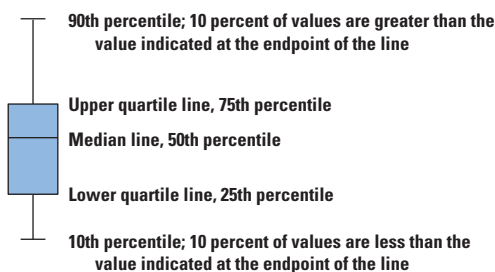 90th percentile; 10 percent of values are greater than the
value indicated at the endpoint of the line
Upper quartile line, 75th percentile
Median line, 50th percentile
Lower quartile line, 25th percentile
10th percentile; 10 percent of values are less than the
value indicated at the endpoint of the line